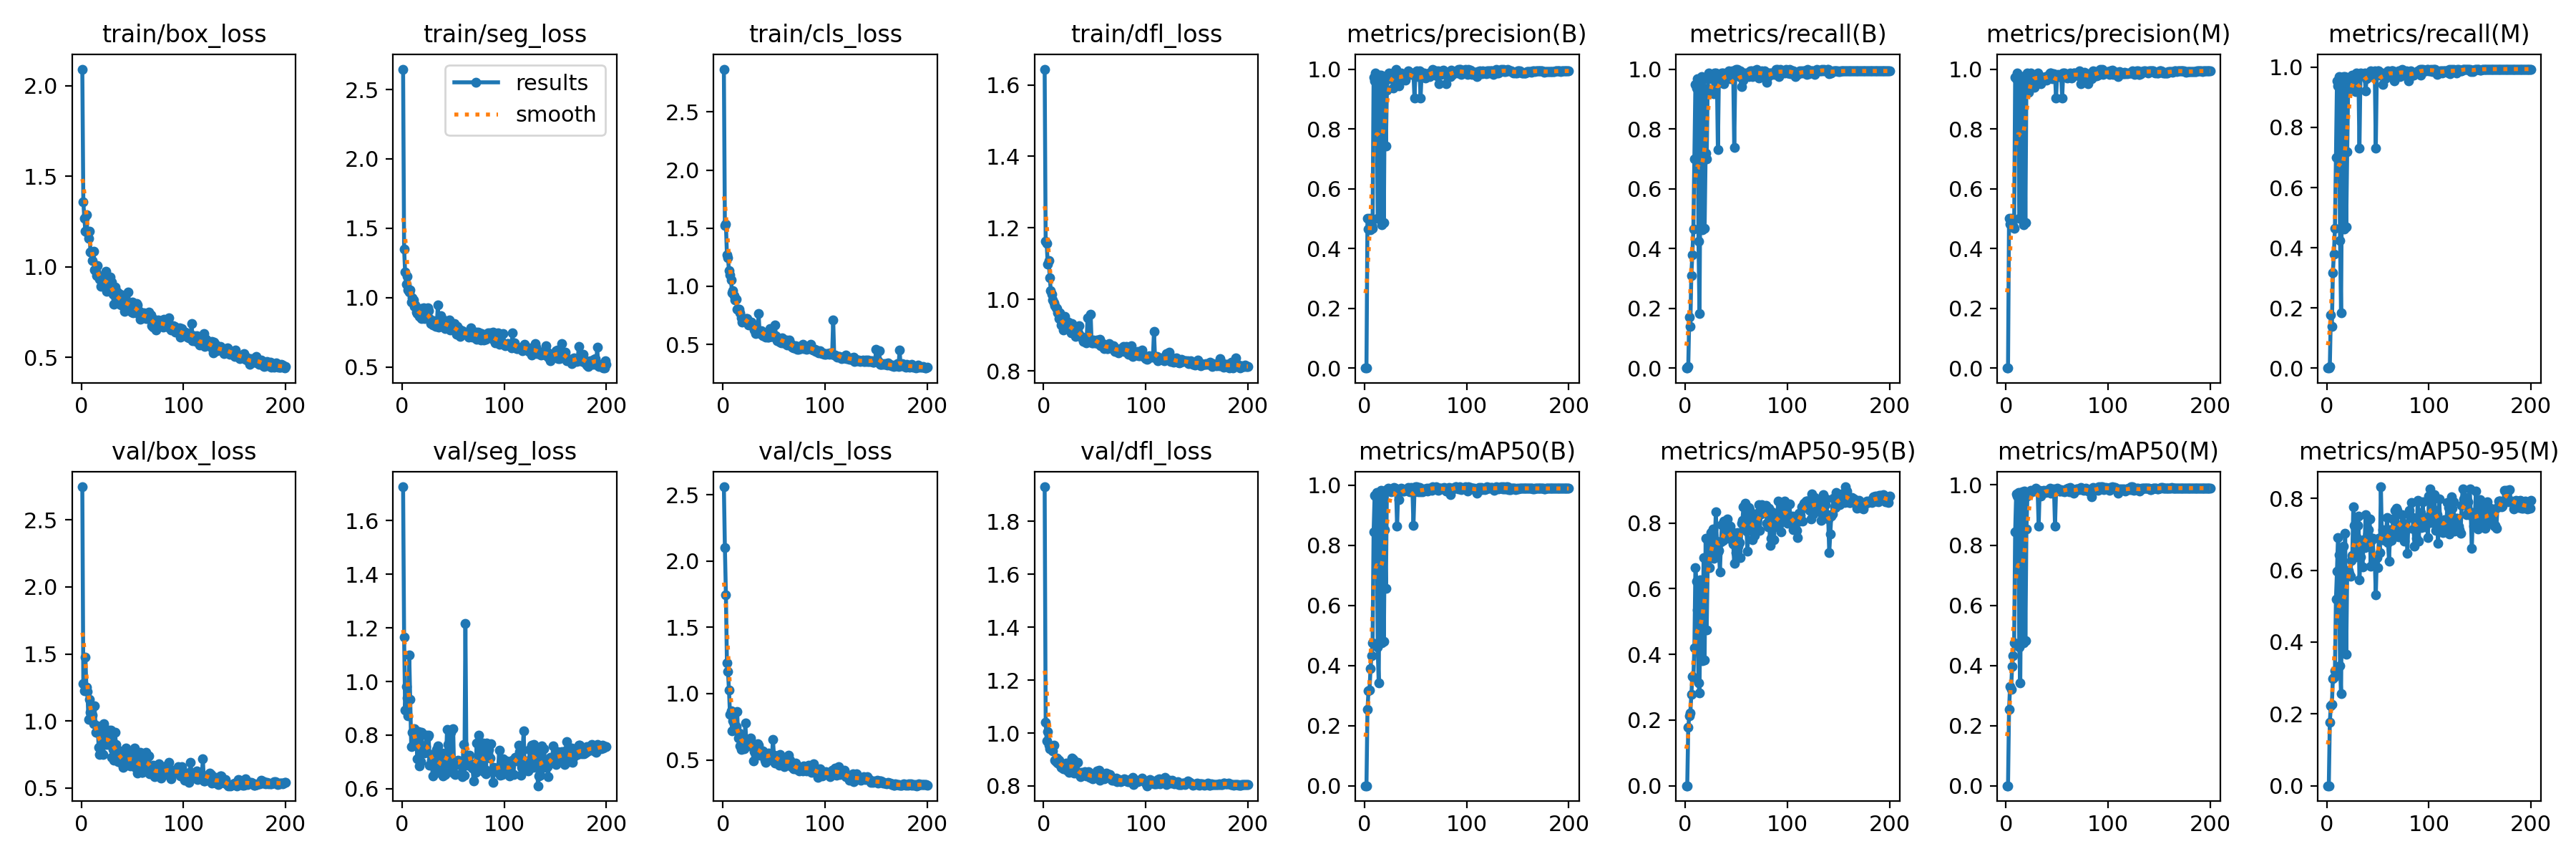 train/box_loss
train/seg_loss
train/cls_loss
train/dfl_loss
metrics/precision(B)
metrics/recall(B)
metrics/precision(M)
metrics/recall(M)
results
smooth
2.0
1.5
1.0
0.5
0 100 200
2.5
2.0
1.5
1.0
0.5
0 100 200
2.5
2.0
1.5
1.0
0.5
0 100 200
1.6
1.4
1.2
1.0
0.8
0 100 200
1.0
0.8
0.6
0.4
0.2
0.0
0 100 200
1.0
0.8
0.6
0.4
0.2
0.0
0 100 200
1.0
0.8
0.6
0.4
0.2
0.0
0 100 200
1.0
0.8
0.6
0.4
0.2
0.0
0 100 200
val/box_loss
val/seg_loss
val/cls_loss
val/dfl_loss
metrics/mAP50(B)
metrics/mAP50-95(B)
metrics/mAP50(M)
metrics/mAP50-95(M)
2.5
2.0
1.5
1.0
0.5
0 100 200
1.6
1.4
1.2
1.0
0.8
0.6
0 100 200
2.5
2.0
1.5
1.0
0.5
0 100 200
1.8
1.6
1.4
1.2
1.0
0.8
0 100 200
1.0
0.8
0.6
0.4
0.2
0.0
0 100 200
0.8
0.6
0.4
0.2
0.0
0 100 200
1.0
0.8
0.6
0.4
0.2
0.0
0 100 200
0.8
0.6
0.4
0.2
0.0
0 100 200